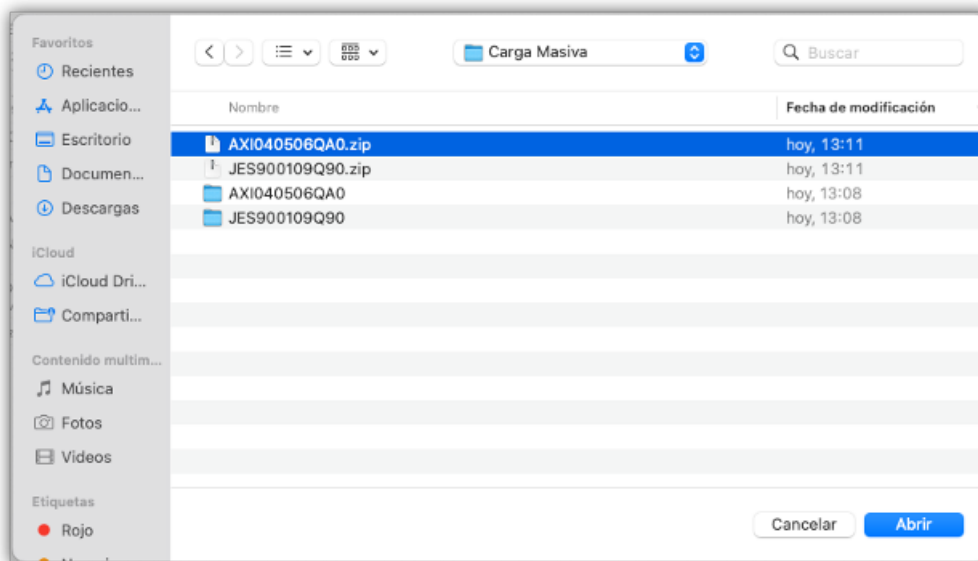 Favoritos
Recientes
Aplicacio...
Escritorio
Documen...
Descargas
iCloud
iCloud Dri...
Comparti...
Contenido multim...
Música
Fotos
Videos
Etiquetas
Rojo
Carga Masiva
Buscar
Nombre Fecha de modificación
AXI040506QA0.zip hoy, 13:11
JES900109Q90.zip hoy, 13:11
AXI040506QA0 hoy, 13:08
JES900109Q90 hoy, 13:08
Cancelar Abrir